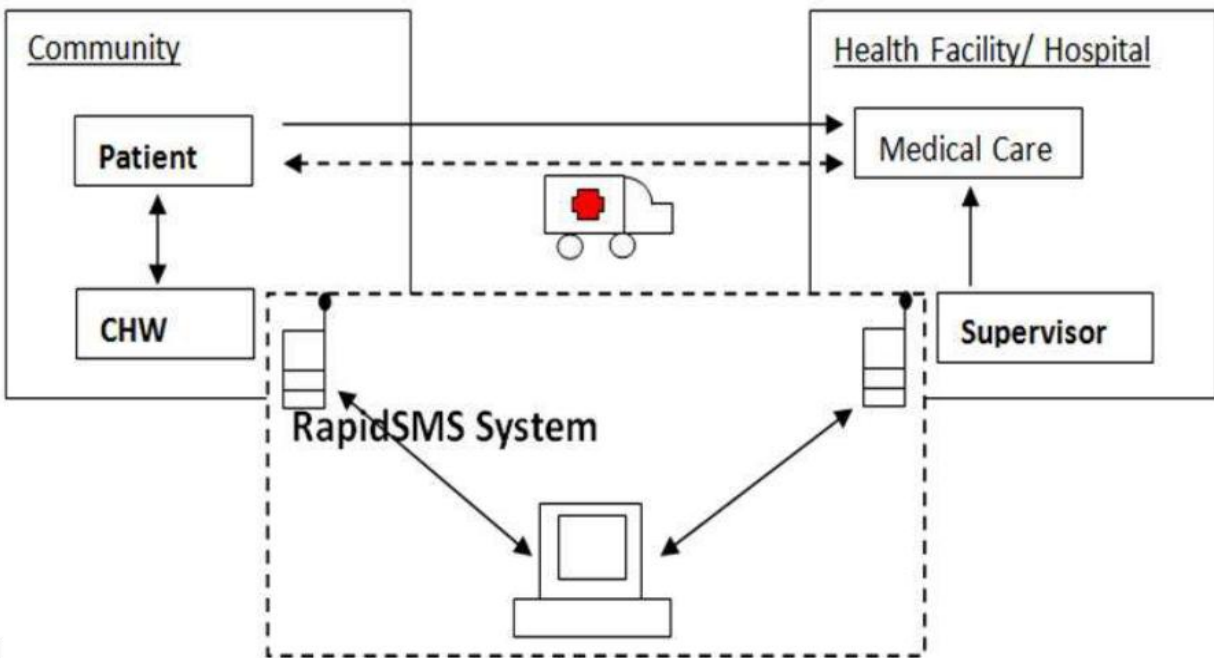 Community
Health Facility/ Hospital
Patient
Medical Care
CHW
Supervisor
RapidSMS System